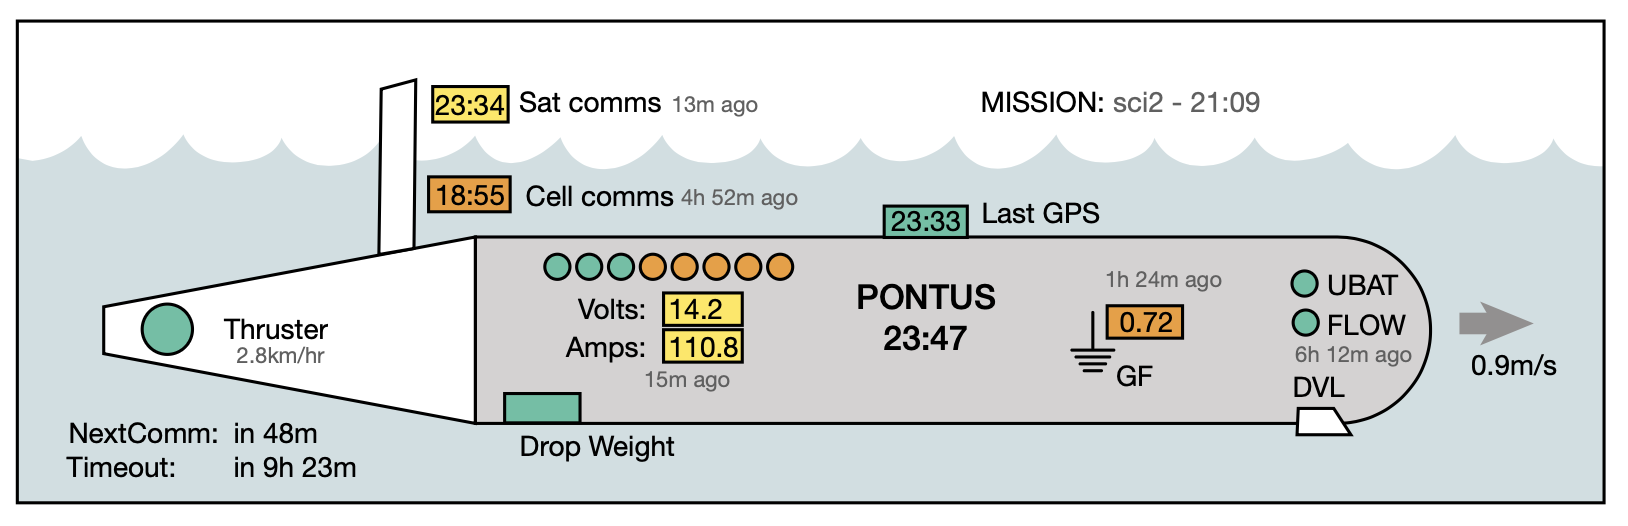 23:34 Sat comms 13m ago
MISSION: sci2 - 21:09
18:55 Cell comms 4h 52m ago
23:33 Last GPS
Thruster
2.8km/hr
Volts: 14.2
Amps: 110.8
15m ago
PONTUS
23:47
1h 24m ago
0.72
GF
UBAT
FLOW
6h 12m ago
DVL
0.9m/s
Drop Weight
NextComm: in 48m
Timeout: in 9h 23m